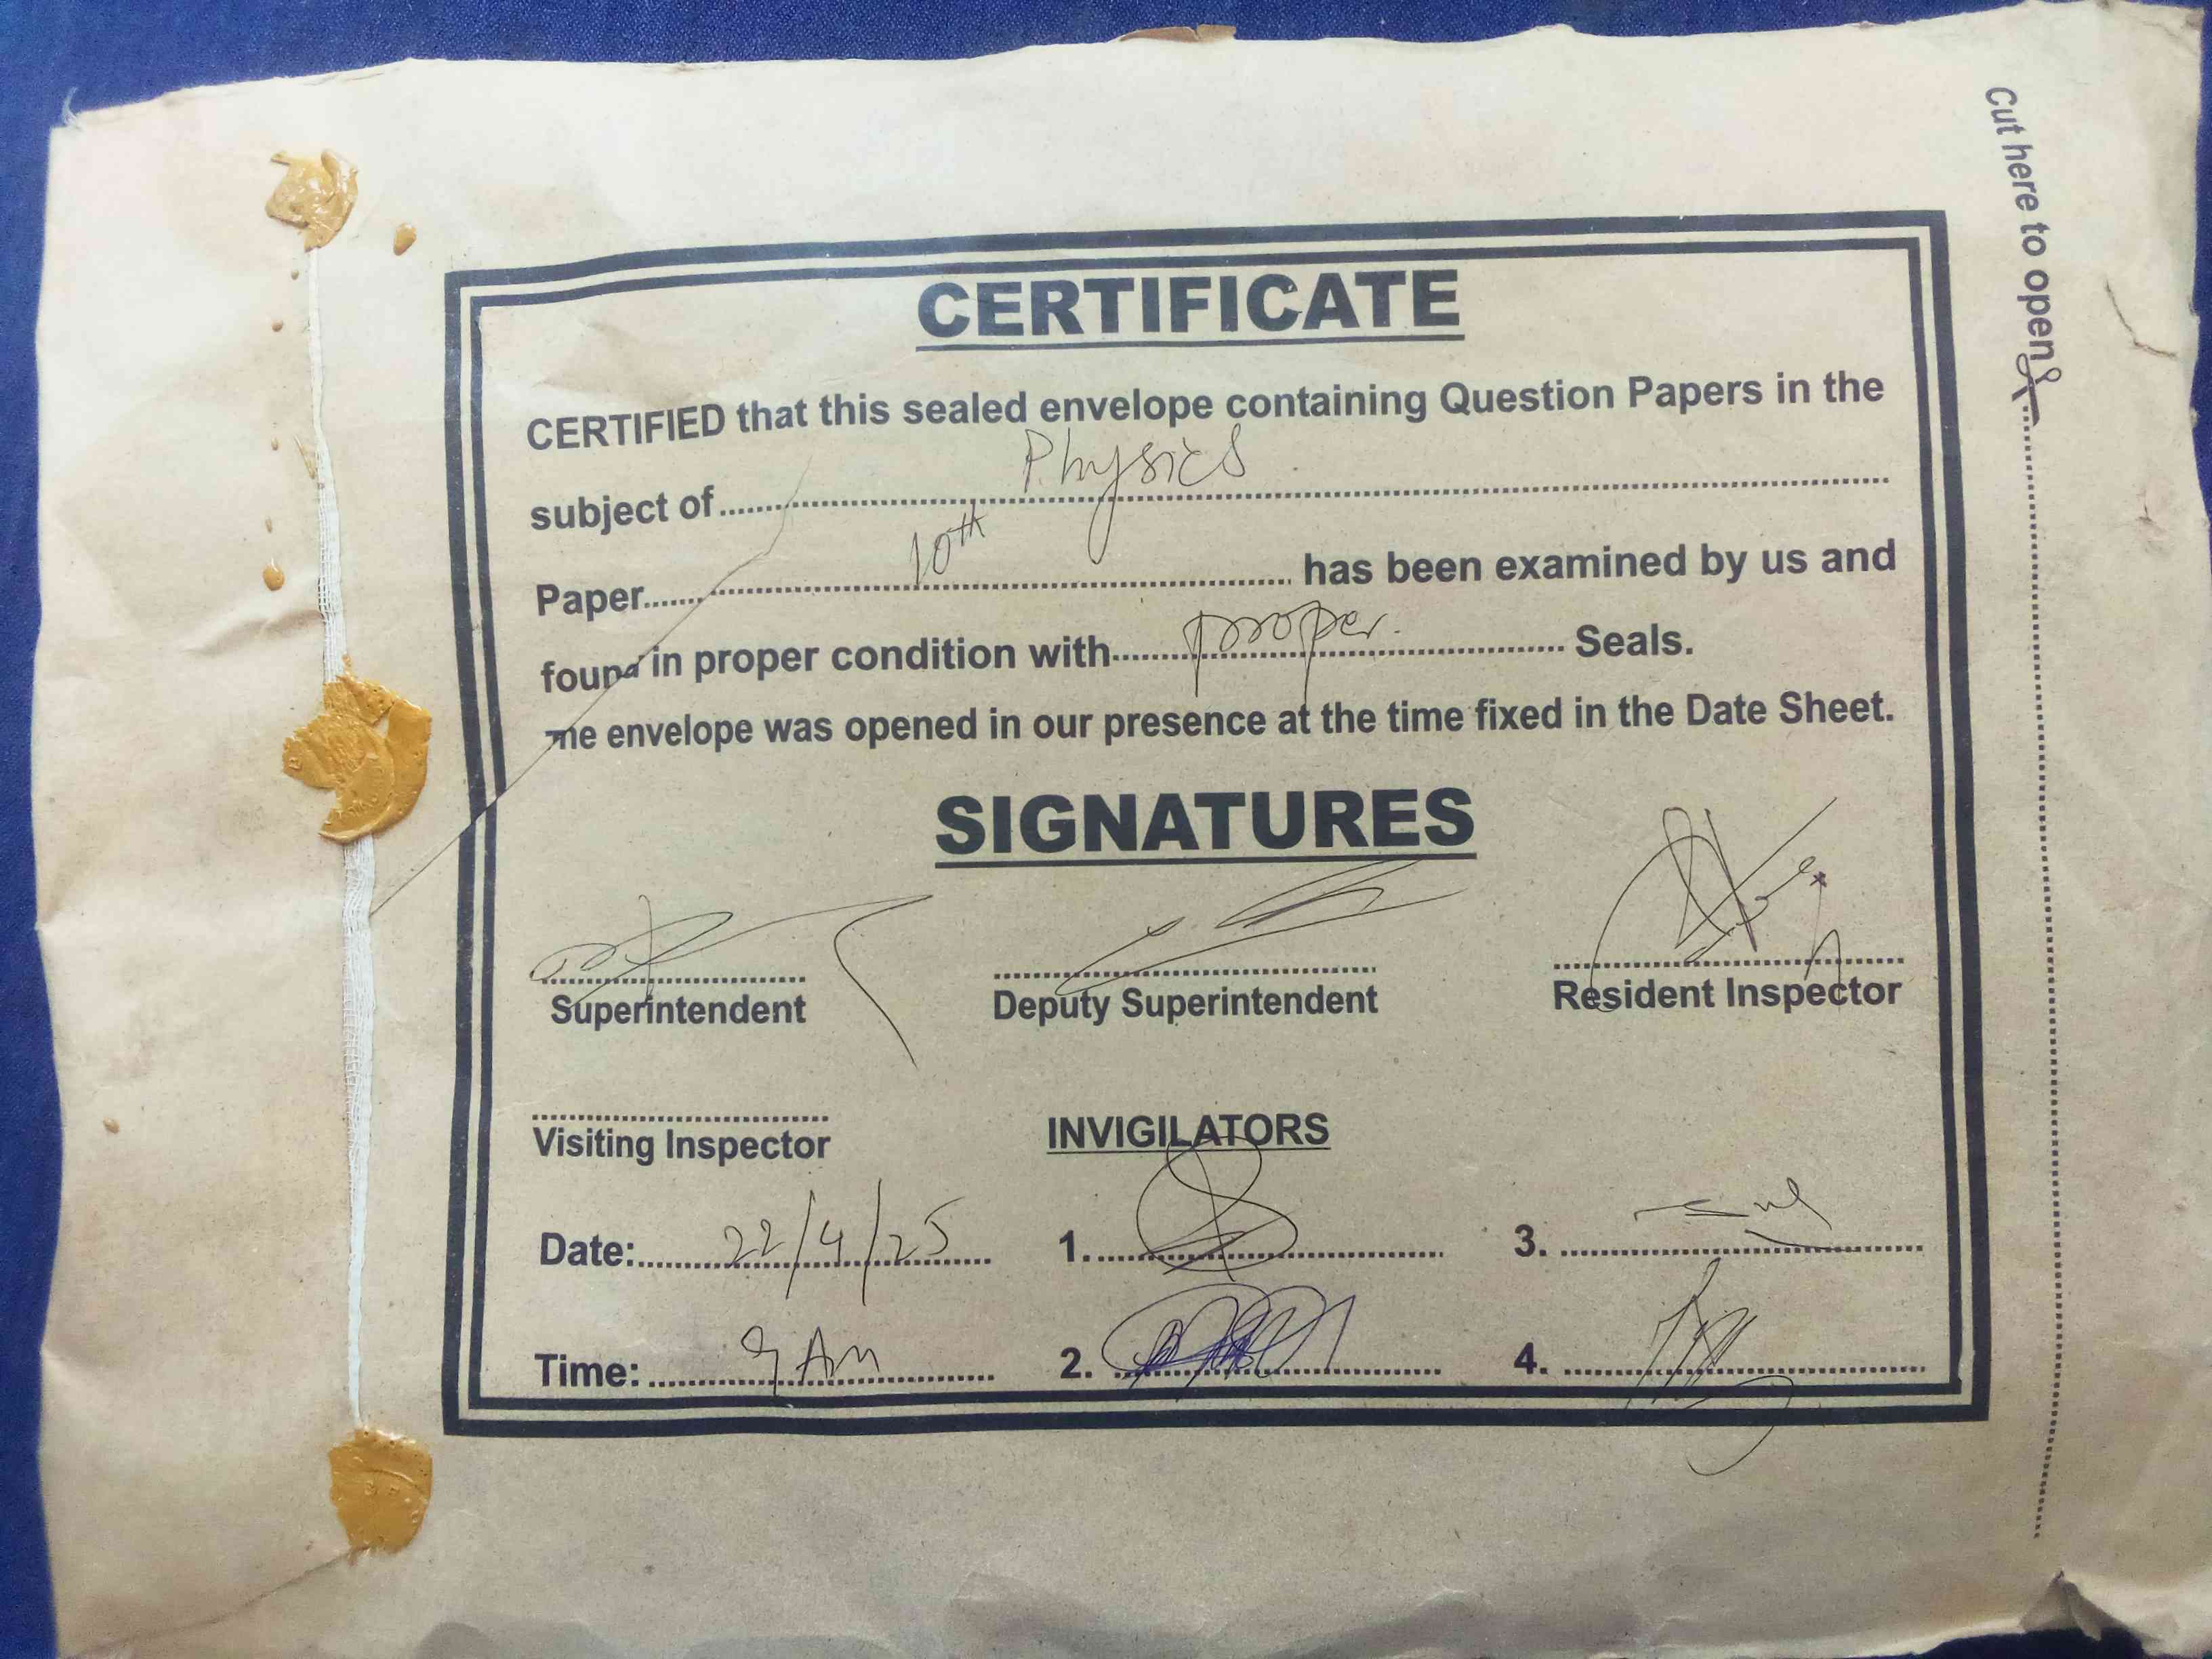 Cut here to open
CERTIFICATE
CERTIFIED that this sealed envelope containing Question Papers in the
subject of Physics
Paper 10th has been examined by us and
found in proper condition with proper. Seals.
The envelope was opened in our presence at the time fixed in the Date Sheet.
SIGNATURES
Superintendent Deputy Superintendent Resident Inspector
Visiting Inspector INVIGILATORS
Date: 22/4/25 1. 3.
Time: 9 AM 2. 4.